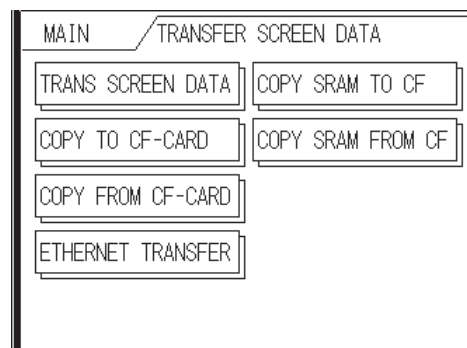 MAIN TRANSFER SCREEN DATA
TRANS SCREEN DATA COPY SRAM TO CF
COPY TO CF-CARD COPY SRAM FROM CF
COPY FROM CF-CARD
ETHERNET TRANSFER